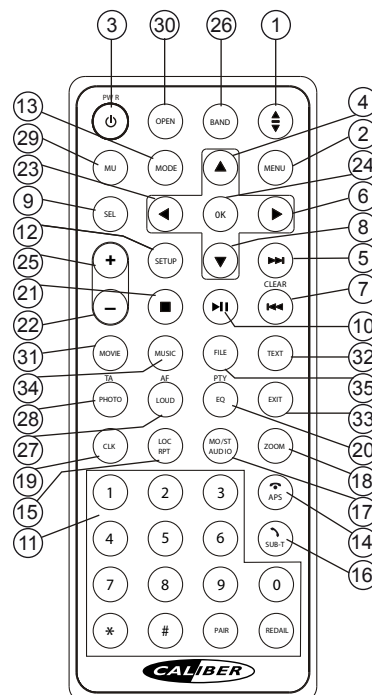 3 30 26 1
PW R
OPEN BAND
13 4
29 MU MODE MENU 2
23 24
9 SEL OK 6
12 SETUP 8
25 + 5
21 CLEAR 7
22 − 10
31 MOVIE MUSIC FILE TEXT 32
34 TA AF PTY 35
28 PHOTO LOUD EQ EXIT 33
27 20
19 CLK LOC RPT MO/ST AUDIO ZOOM 18
15 17
11 1 2 3 APS 14
4 5 6 SUB-T 16
7 8 9 0
* # PAIR REDAIL
CALIBER